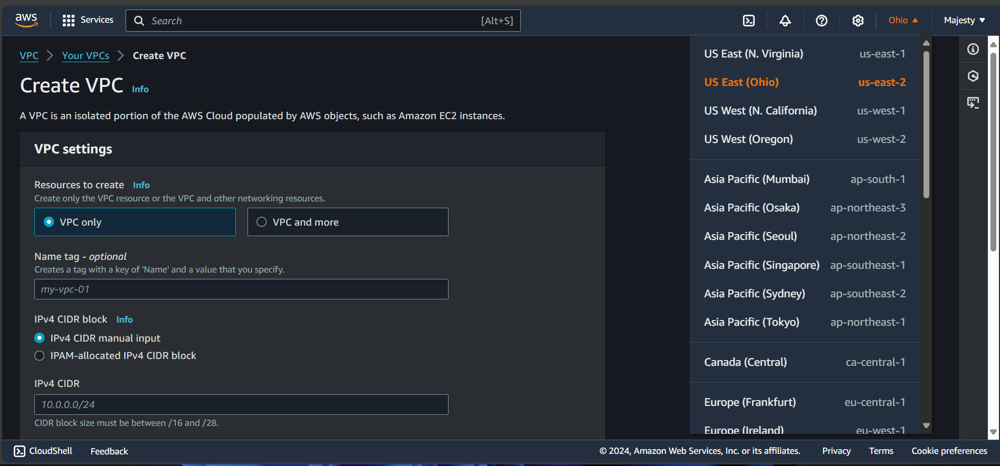 aws Services Search [Alt+S] Ohio Majesty
VPC Your VPCs Create VPC
Create VPC Info
A VPC is an isolated portion of the AWS Cloud populated by AWS objects, such as Amazon EC2 instances.
VPC settings
Resources to create Info
Create only the VPC resource or the VPC and other networking resources.
VPC only VPC and more
Name tag - optional
Creates a tag with a key of 'Name' and a value that you specify.
my-vpc-01
IPv4 CIDR block Info
IPv4 CIDR manual input
IPAM-allocated IPv4 CIDR block
IPv4 CIDR
10.0.0.0/24
CIDR block size must be between /16 and /28.
US East (N. Virginia) us-east-1
US East (Ohio) us-east-2
US West (N. California) us-west-1
US West (Oregon) us-west-2
Asia Pacific (Mumbai) ap-south-1
Asia Pacific (Osaka) ap-northeast-3
Asia Pacific (Seoul) ap-northeast-2
Asia Pacific (Singapore) ap-southeast-1
Asia Pacific (Sydney) ap-southeast-2
Asia Pacific (Tokyo) ap-northeast-1
Canada (Central) ca-central-1
Europe (Frankfurt) eu-central-1
Europe (Ireland) eu-west-1
CloudShell Feedback © 2024, Amazon Web Services, Inc. or its affiliates. Privacy Terms Cookie preferences